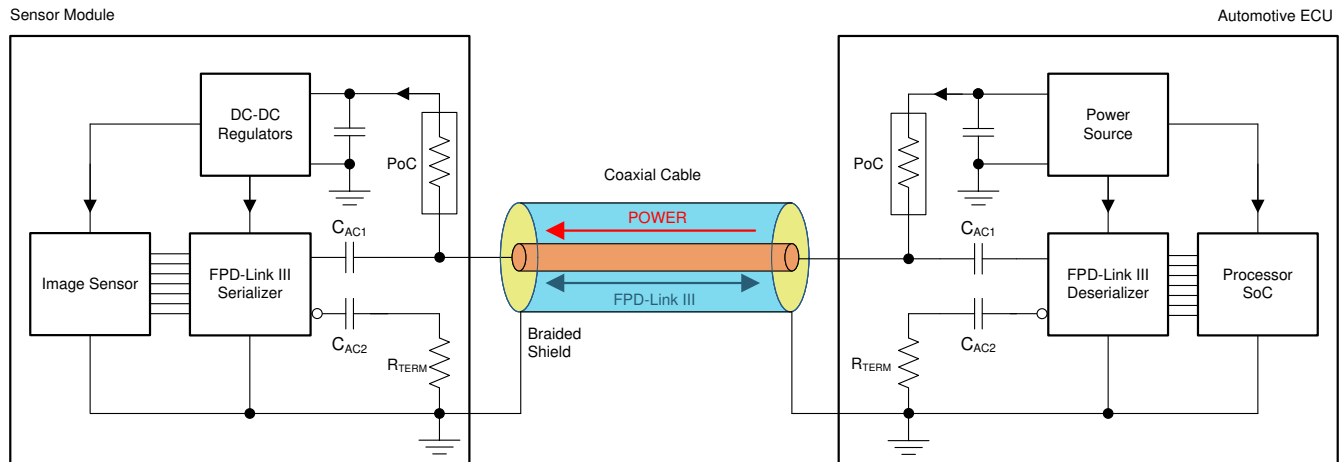 Sensor Module
Automotive ECU
DC-DC
Regulators
PoC
Coaxial Cable
PoC
Power
Source
POWER
CAC1
CAC1
Image Sensor
FPD-Link III
Serializer
FPD-Link III
FPD-Link III
Deserializer
Processor
SoC
CAC2
CAC2
Braided
Shield
RTERM
RTERM